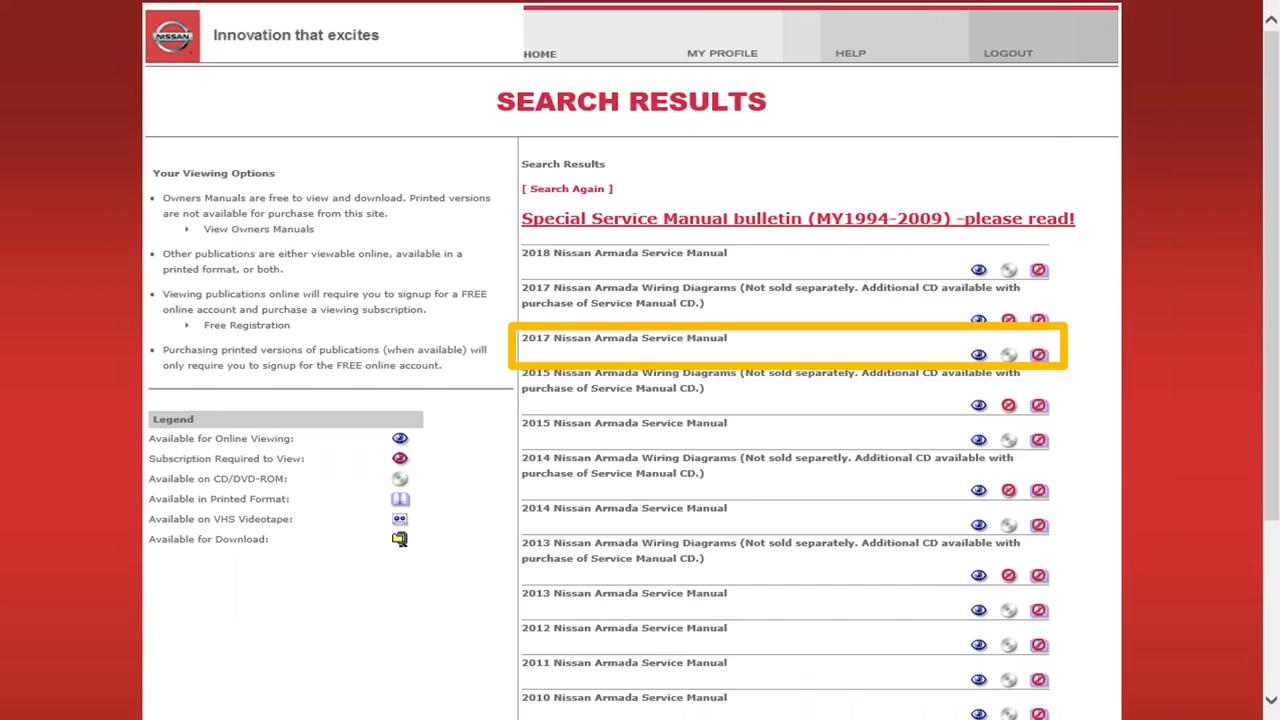 NISSAN
Innovation that excites
HOME
MY PROFILE
HELP
LOGOUT
SEARCH RESULTS
Your Viewing Options
Owners Manuals are free to view and download. Printed versions
are not available for purchase from this site.
View Owners Manuals
Other publications are either viewable online, available in a
printed format, or both.
Viewing publications online will require you to signup for a FREE
online account and purchase a viewing subscription.
Free Registration
Purchasing printed versions of publications (when available) will
only require you to signup for the FREE online account.
Legend
Available for Online Viewing:
Subscription Required to View:
Available on CD/DVD-ROM:
Available in Printed Format:
Available on VHS Videotape:
Available for Download:
Search Results
[ Search Again ]
Special Service Manual bulletin (MY1994-2009) -please read!
2018 Nissan Armada Service Manual
2017 Nissan Armada Wiring Diagrams (Not sold separately. Additional CD available with
purchase of Service Manual CD.)
2017 Nissan Armada Service Manual
2015 Nissan Armada Wiring Diagrams (Not sold separately. Additional CD available with
purchase of Service Manual CD.)
2015 Nissan Armada Service Manual
2014 Nissan Armada Wiring Diagrams (Not sold separetly. Additional CD available with
purchase of Service Manual CD.)
2014 Nissan Armada Service Manual
2013 Nissan Armada Wiring Diagrams (Not sold separately. Additional CD available with
purchase of Service Manual CD.)
2013 Nissan Armada Service Manual
2012 Nissan Armada Service Manual
2011 Nissan Armada Service Manual
2010 Nissan Armada Service Manual